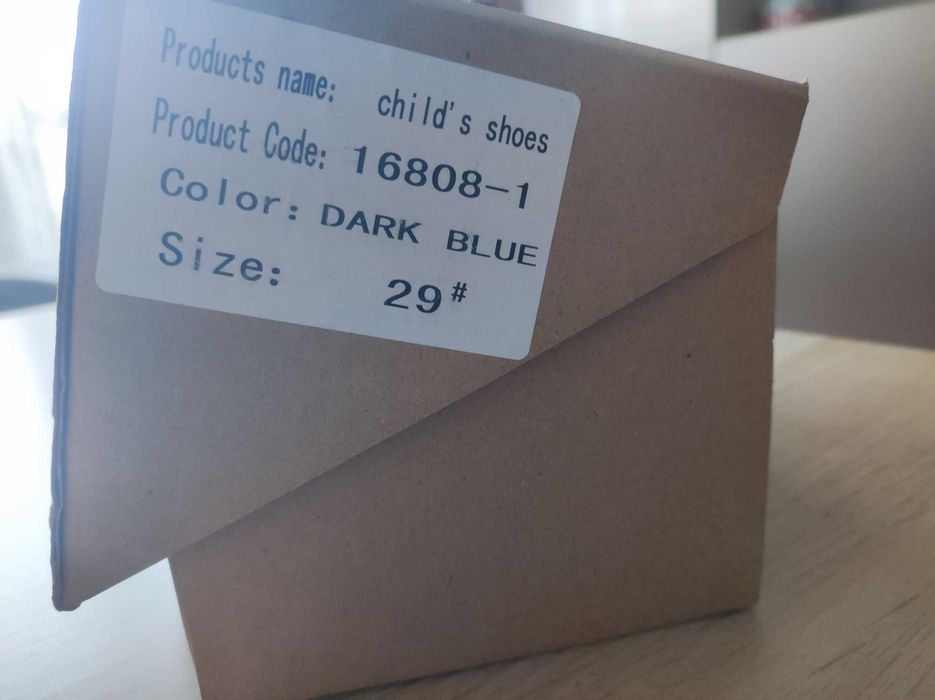 Products name: child's shoes
Product Code: 16808-1
Color: DARK BLUE
Size: 29#